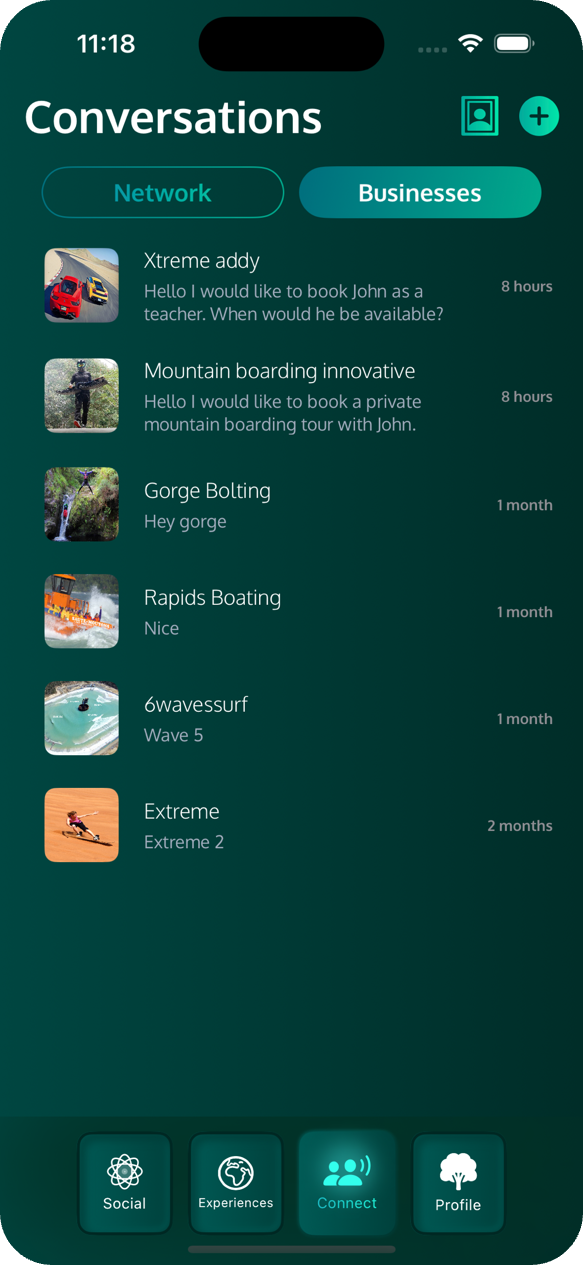 11:18
Conversations
Network
Businesses
Xtreme addy
Hello I would like to book John as a
teacher. When would he be available?
8 hours
Mountain boarding innovative
Hello I would like to book a private
mountain boarding tour with John.
8 hours
Gorge Bolting
Hey gorge
1 month
Rapids Boating
Nice
1 month
6wavessurf
Wave 5
1 month
Extreme
Extreme 2
2 months
Social
Experiences
Connect
Profile